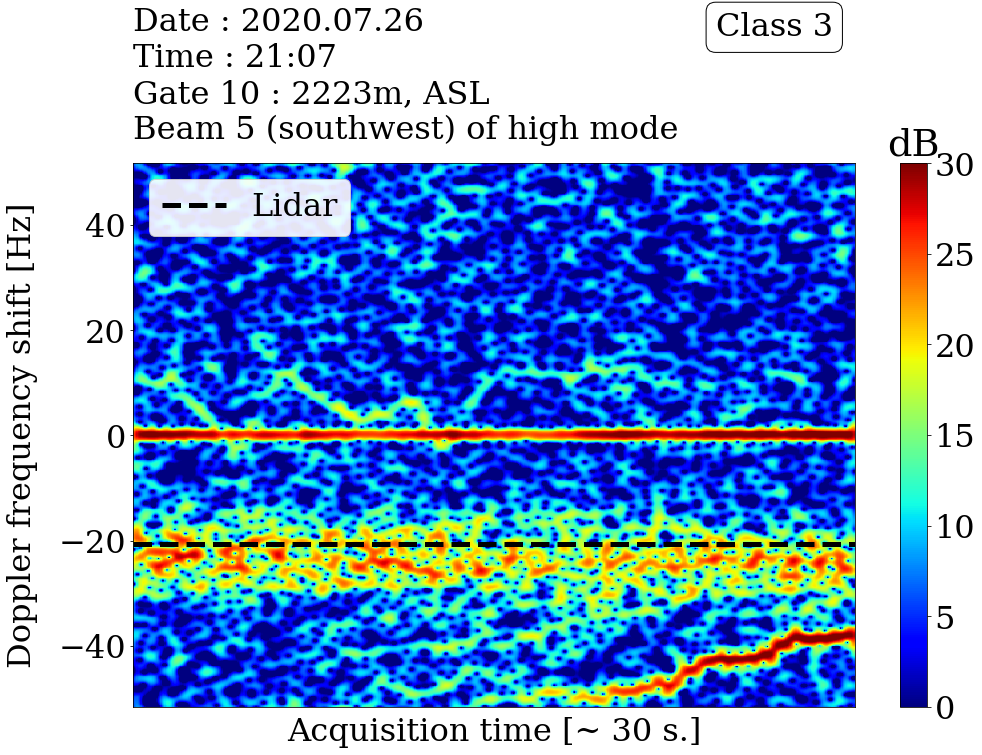 Date : 2020.07.26
Time : 21:07
Gate 10 : 2223m, ASL
Beam 5 (southwest) of high mode
Class 3
dB
Lidar
Doppler frequency shift [Hz]
40
20
0
−20
−40
30
25
20
15
10
5
0
Acquisition time [~ 30 s.]